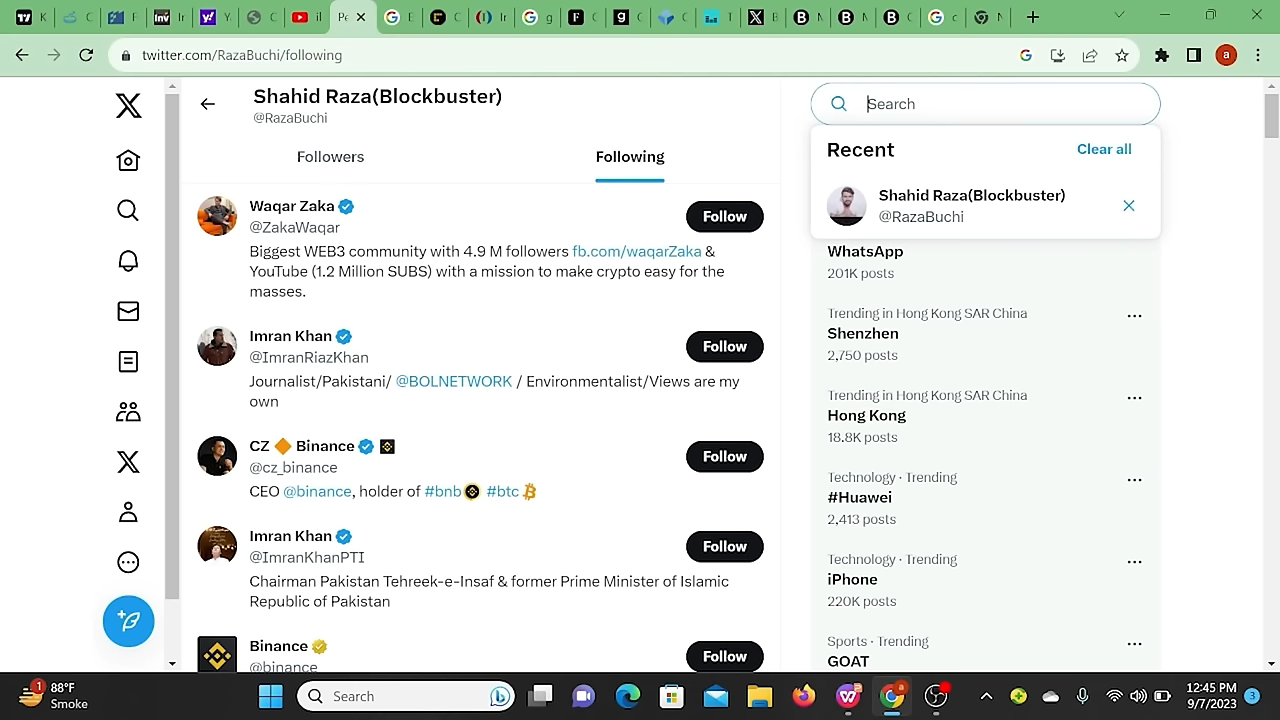 K
C
F
Inv
C
Pe
G E
C
Ir
G g
F C
g C
C
I
B
B
M
C
G c
N
twitter.com/RazaBuchi/following
a
Shahid Raza(Blockbuster)
@RazaBuchi
Followers
Following
Waqar Zaka
@ZakaWaqar
Follow
Biggest WEB3 community with 4.9 M followers fb.com/waqarZaka &
YouTube (1.2 Million SUBS) with a mission to make crypto easy for the
masses.
Imran Khan
@ImranRiazKhan
Follow
Journalist/Pakistani/ @BOLNETWORK / Environmentalist/Views are my
own
CZ 🔶 Binance
@cz_binance
Follow
CEO @binance, holder of #bnb #btc
Imran Khan
@ImranKhanPTI
Follow
Chairman Pakistan Tehreek-e-Insaf & former Prime Minister of Islamic
Republic of Pakistan
Binance
@binance
Follow
Search
Recent
Clear all
Shahid Raza(Blockbuster)
@RazaBuchi
WhatsApp
201K posts
Trending in Hong Kong SAR China
Shenzhen
2,750 posts
Trending in Hong Kong SAR China
Hong Kong
18.8K posts
Technology · Trending
#Huawei
2,413 posts
Technology · Trending
iPhone
220K posts
Sports · Trending
GOAT
1
88°F
Smoke
Search
12:45 PM
9/7/2023
3